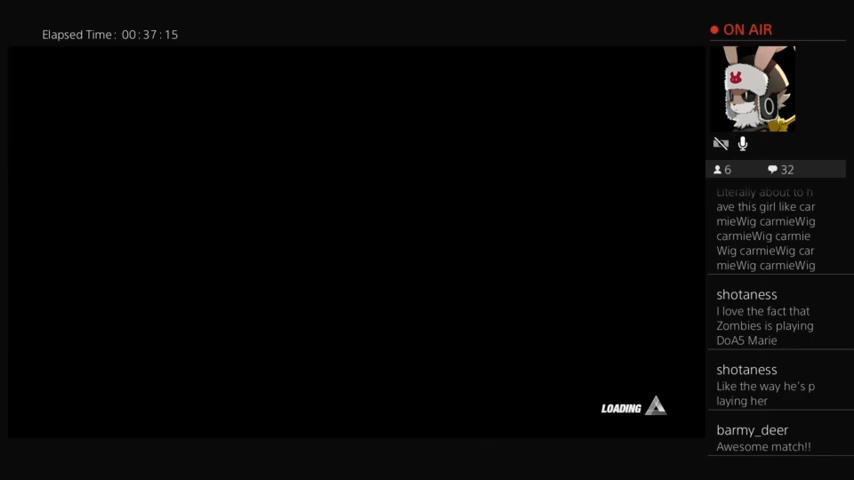 Elapsed Time: 00:37:15
ON AIR
6
32
Literally about to h
ave this girl like car
mieWig carmieWig
carmieWig carmie
Wig carmieWig car
mieWig carmieWig
shotaness
I love the fact that
Zombies is playing
DoA5 Marie
shotaness
Like the way he's p
laying her
LOADING
barmy_deer
Awesome match!!